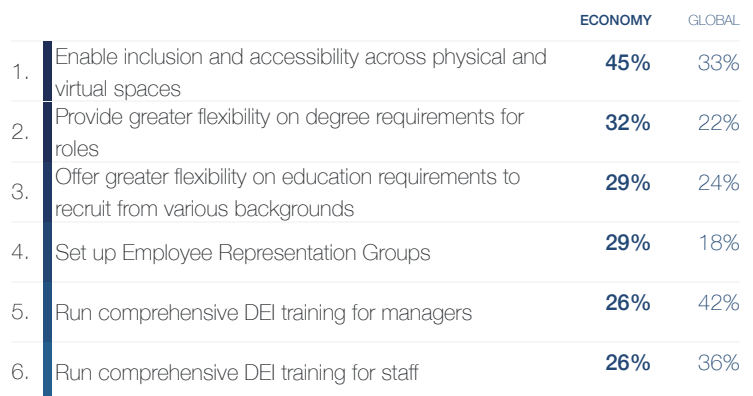 ECONOMY GLOBAL
1. Enable inclusion and accessibility across physical and 45% 33%
virtual spaces
2. Provide greater flexibility on degree requirements for 32% 22%
roles
3. Offer greater flexibility on education requirements to 29% 24%
recruit from various backgrounds
4. Set up Employee Representation Groups 29% 18%
5. Run comprehensive DEI training for managers 26% 42%
6. Run comprehensive DEI training for staff 26% 36%